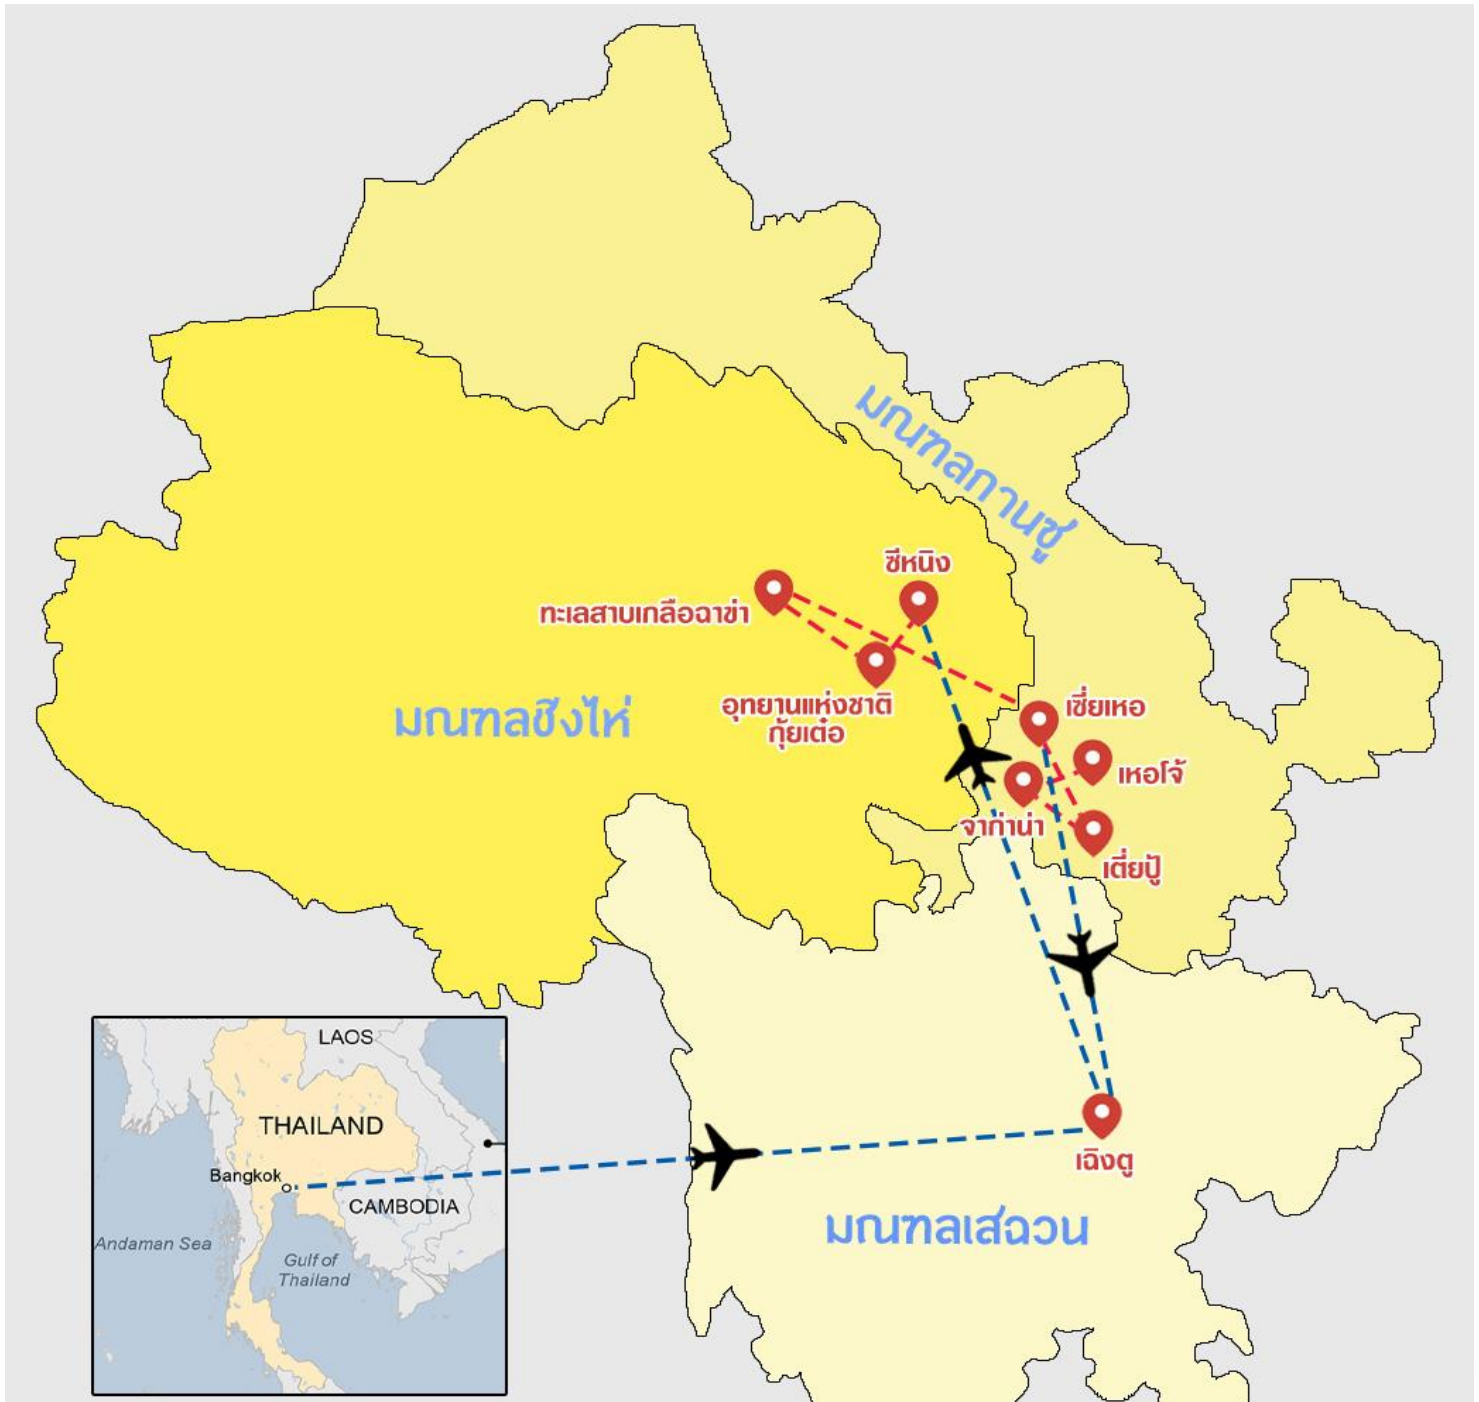 มณฑลกานซู
ซีหนิง
ทะเลสาบเกลือฉาข่า
อุทยานแห่งชาติ
กุ้ยเต๋อ
มณฑลชิงไห่
เซี่ยเหอ
เหอโจ้
จาก่าน่า
เตี๋ยปู้
LAOS
THAILAND
Bangkok
CAMBODIA
Andaman Sea
Gulf of
Thailand
เฉิงตู
มณฑลเสฉวน